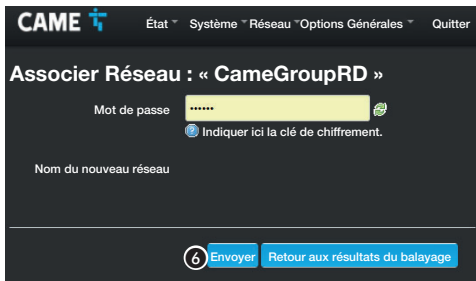 CAME
État Système Réseau Options Générales Quitter
Associer Réseau : « CameGroupRD »
Mot de passe ••••••
Indiquer ici la clé de chiffrement.
Nom du nouveau réseau
6 Envoyer Retour aux résultats du balayage